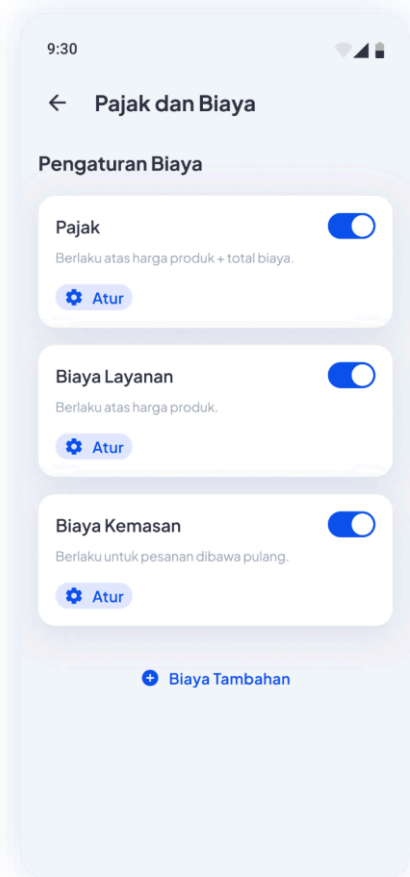 9:30
Pajak dan Biaya
Pengaturan Biaya
Pajak
Berlaku atas harga produk + total biaya.
Atur
Biaya Layanan
Berlaku atas harga produk.
Atur
Biaya Kemasan
Berlaku untuk pesanan dibawa pulang.
Atur
Biaya Tambahan